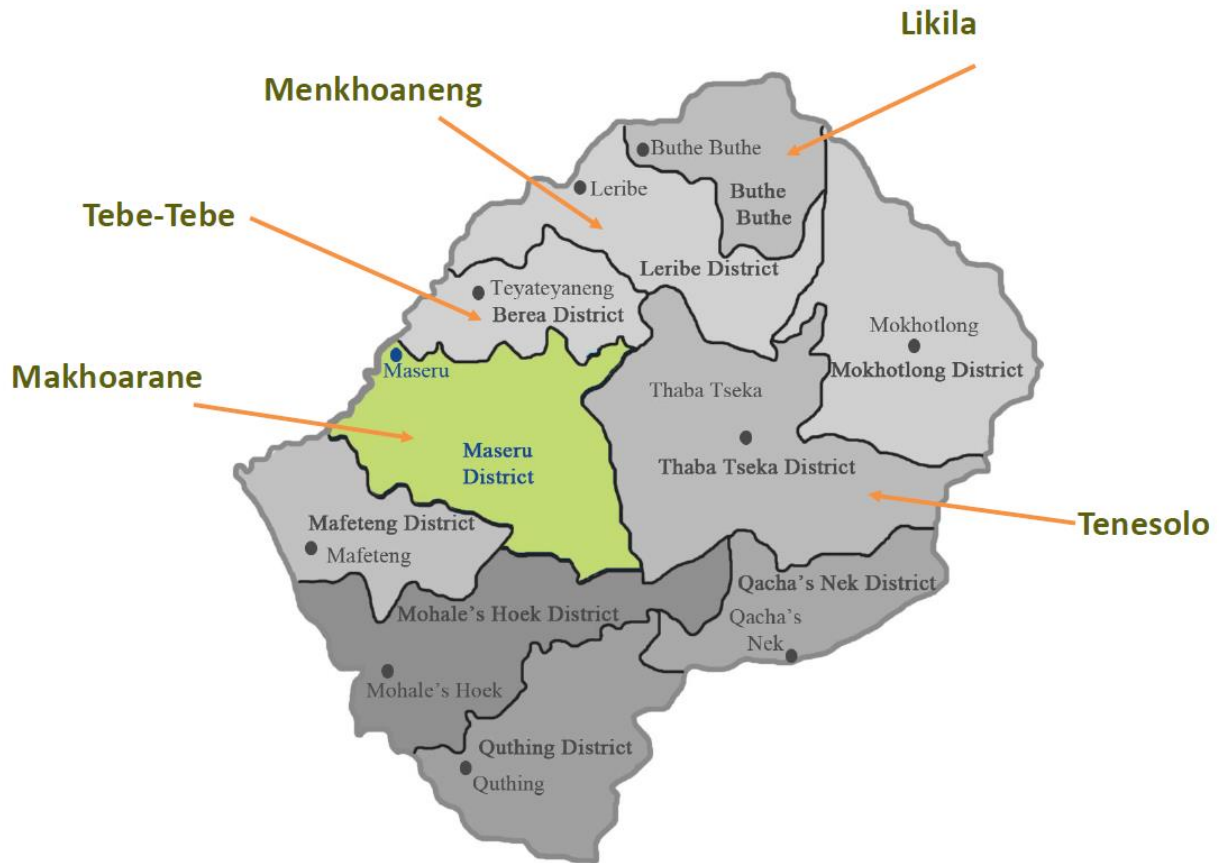 Likila
Menkhoaneng
Buthe Buthe
Leribe
Buthe
Buthe
Tebe-Tebe
Leribe District
Teyateyaneng
Berea District
Mokhotlong
Mokhotlong District
Maseru
Makhoarane
Thaba Tseka
Maseru
District
Thaba Tseka District
Tenesolo
Mafeteng District
Mafeteng
Qacha's Nek District
Mohale's Hoek District
Qacha's
Nek
Mohale's Hoek
Quthing District
Quthing